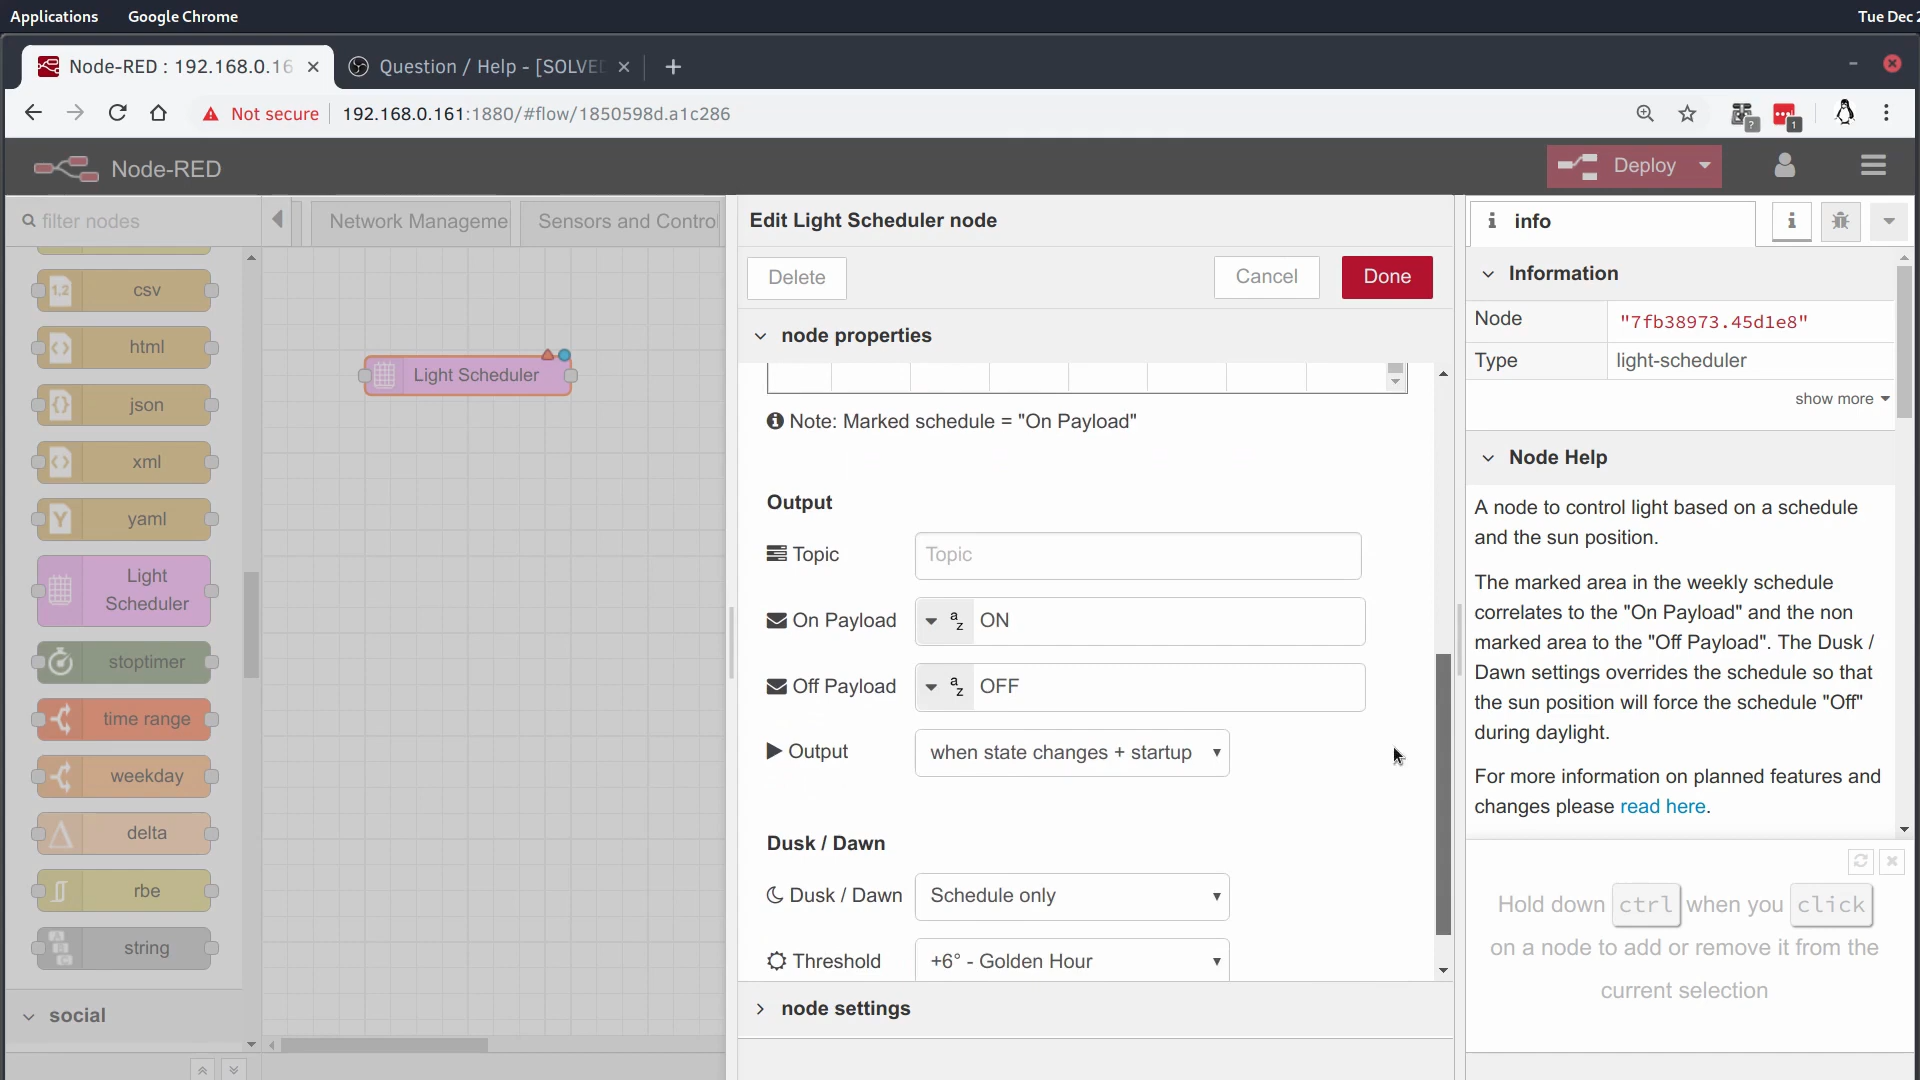 Applications Google Chrome Tue Dec 2
Node-RED : 192.168.0.16 Question / Help - [SOLVED
Not secure 192.168.0.161:1880/#flow/1850598d.a1c286
? 1
Node-RED Deploy
filter nodes
Network Manageme Sensors and Control
csv
1,2
html
json
xml
yaml
Y
Light
Scheduler
stoptimer
time range
weekday
delta
rbe
string
social
Light Scheduler
Edit Light Scheduler node
Delete Cancel Done
node properties
Note: Marked schedule = "On Payload"
Output
Topic Topic
On Payload a z ON
Off Payload a z OFF
Output when state changes + startup
Dusk / Dawn
Dusk / Dawn Schedule only
Threshold +6° - Golden Hour
node settings
info
Information
Node "7fb38973.45d1e8"
Type light-scheduler
show more
Node Help
A node to control light based on a schedule
and the sun position.
The marked area in the weekly schedule
correlates to the "On Payload" and the non
marked area to the "Off Payload". The Dusk /
Dawn settings overrides the schedule so that
the sun position will force the schedule "Off"
during daylight.
For more information on planned features and
changes please read here.
Hold down ctrl when you click
on a node to add or remove it from the
current selection